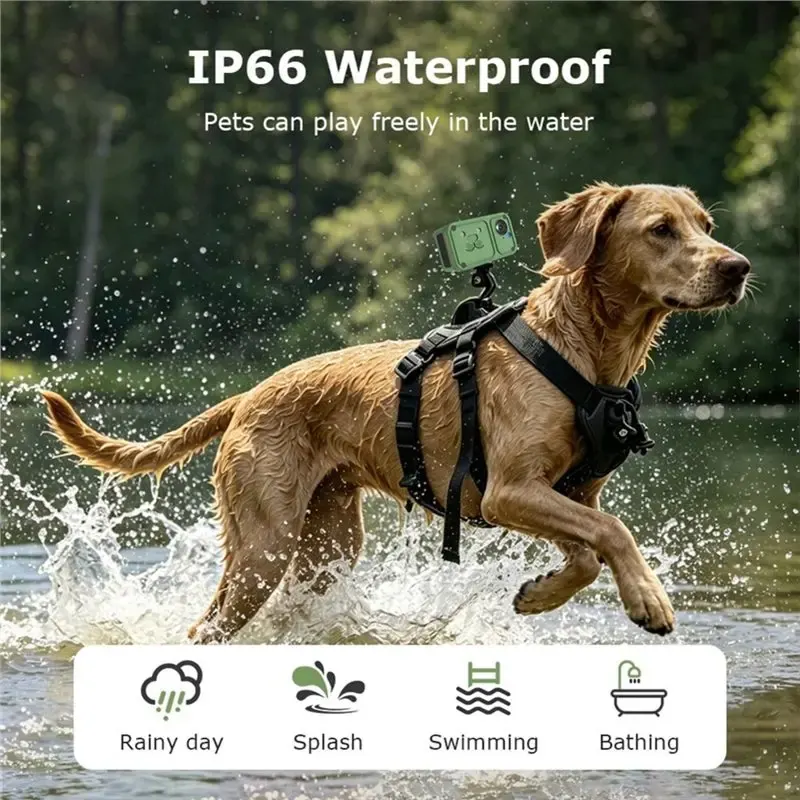 IP66 Waterproof
Pets can play freely in the water
Rainy day
Splash
Swimming
Bathing